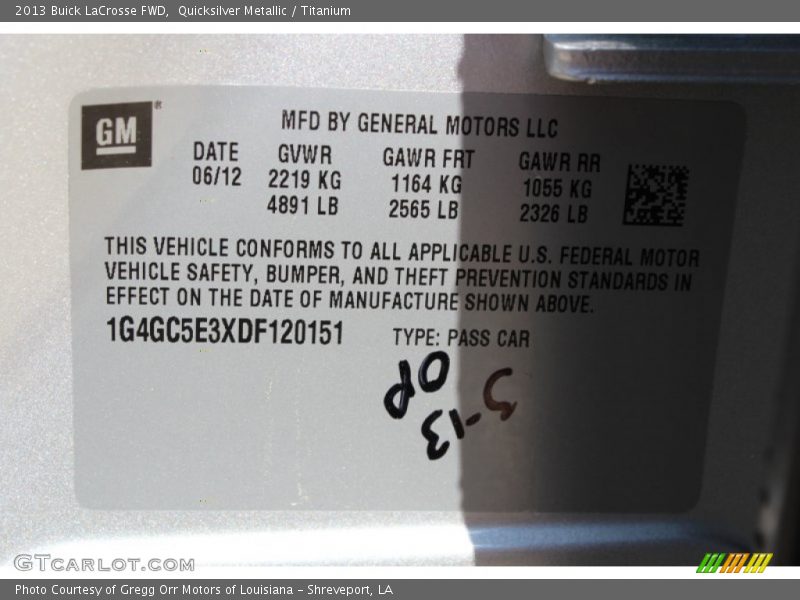 2013 Buick LaCrosse FWD,  Quicksilver Metallic / Titanium
GM®
MFD BY GENERAL MOTORS LLC
DATE GVWR GAWR FRT GAWR RR
06/12 2219 KG 1164 KG 1055 KG
4891 LB 2565 LB 2326 LB
THIS VEHICLE CONFORMS TO ALL APPLICABLE U.S. FEDERAL MOTOR
VEHICLE SAFETY, BUMPER, AND THEFT PREVENTION STANDARDS IN
EFFECT ON THE DATE OF MANUFACTURE SHOWN ABOVE.
1G4GC5E3XDF120151 TYPE: PASS CAR
OP
5-13
GTCARLOT.COM
Photo Courtesy of Gregg Orr Motors of Louisiana – Shreveport, LA